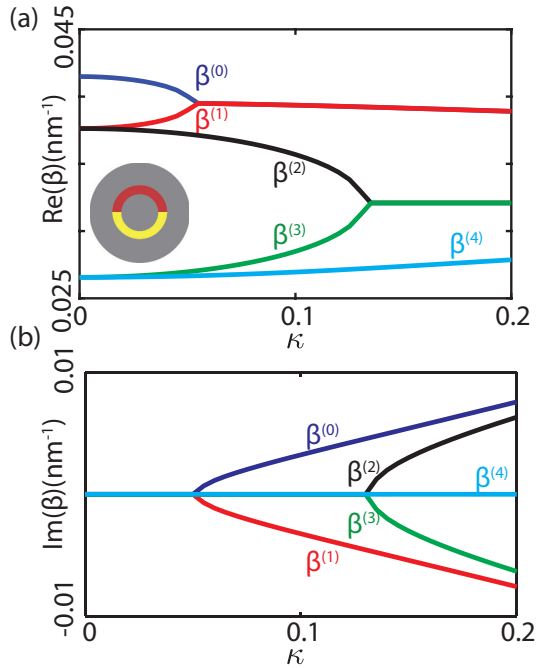 (a)
0.045
Re(β)(nm⁻¹)
0.025
β⁽⁰⁾
β⁽¹⁾
β⁽²⁾
β⁽³⁾
β⁽⁴⁾
0 0.1 0.2
κ
(b)
0.01
Im(β)(nm⁻¹)
-0.01
β⁽⁰⁾
β⁽²⁾
β⁽⁴⁾
β⁽³⁾
β⁽¹⁾
0 0.1 0.2
κ